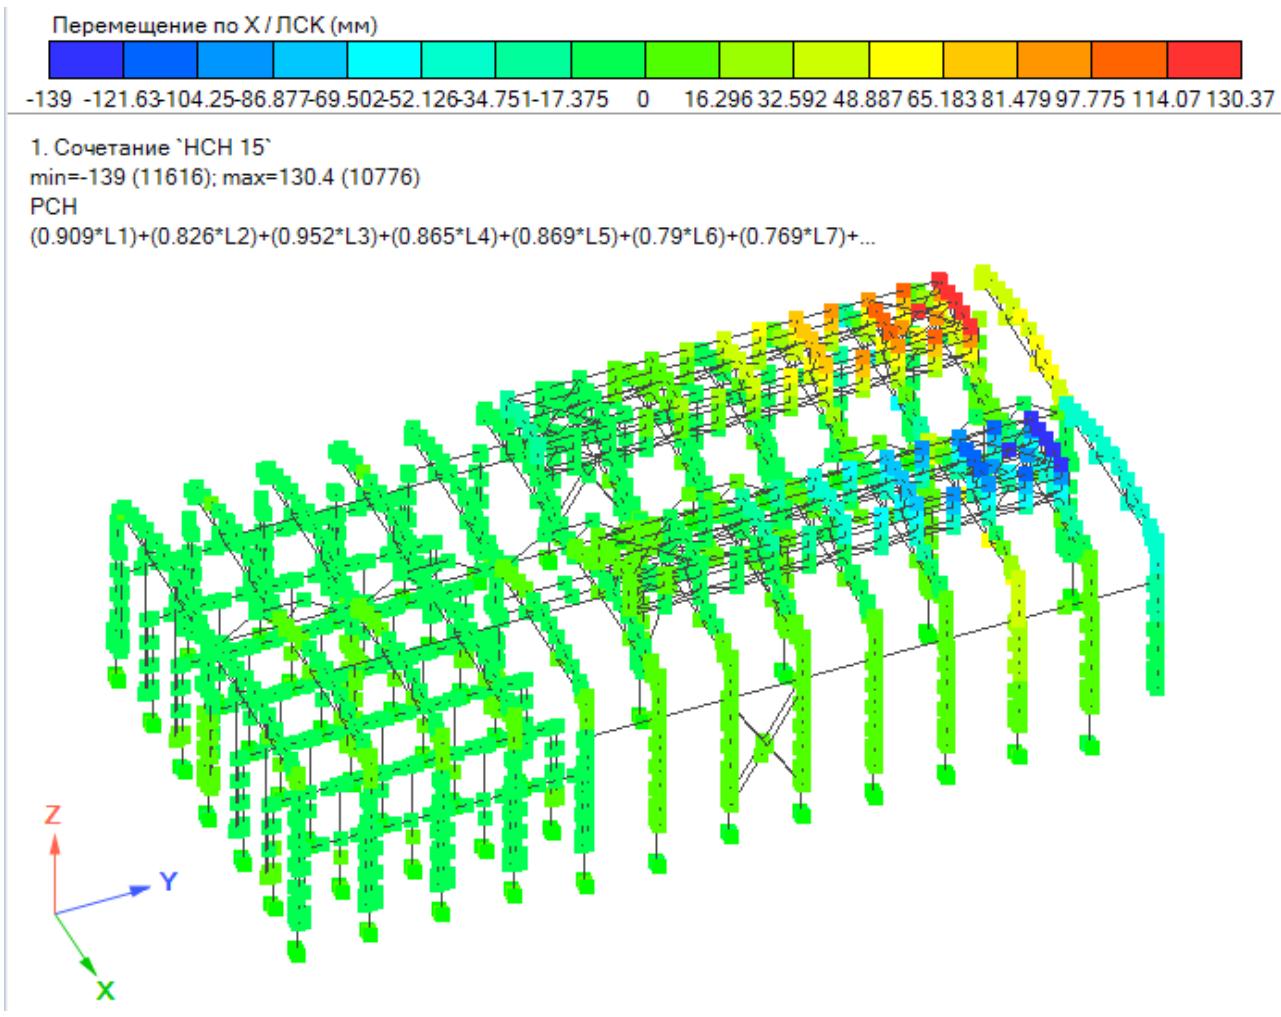 Перемещение по X / ЛСК (мм)
-139 -121.63-104.25-86.877-69.502-52.126-34.751-17.375 0 16.296 32.592 48.887 65.183 81.479 97.775 114.07 130.37
1. Сочетание `НСН 15`
min=-139 (11616); max=130.4 (10776)
РСН
(0.909*L1)+(0.826*L2)+(0.952*L3)+(0.865*L4)+(0.869*L5)+(0.79*L6)+(0.769*L7)+...
Z
Y
X